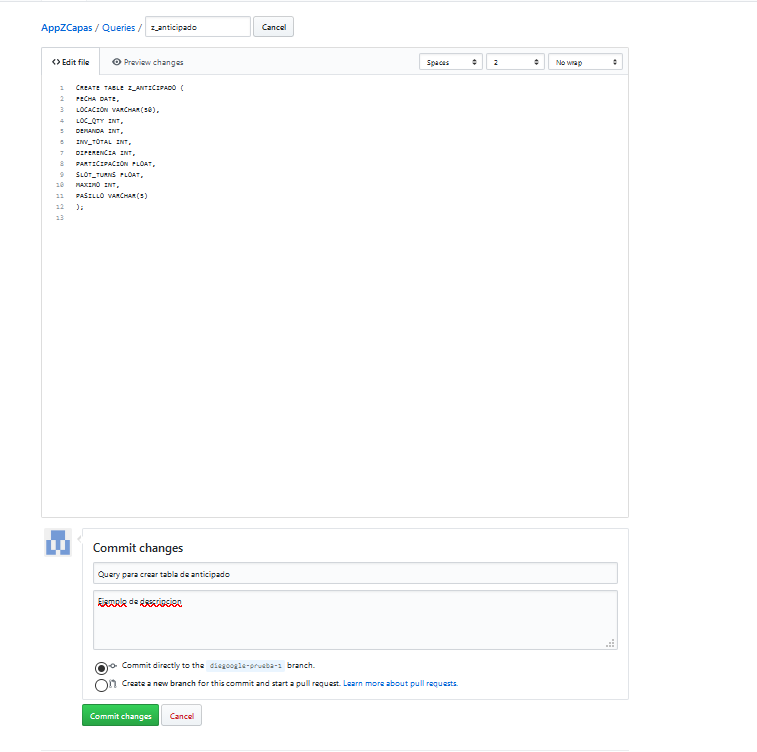 AppZCapas / Queries / z_anticipado Cancel
Edit file Preview changes Spaces 2 No wrap
1 CREATE TABLE Z_ANTICIPADO (
2 FECHA DATE,
3 LOCACION VARCHAR(50),
4 LOC_QTY INT,
5 DEMANDA INT,
6 INV_TOTAL INT,
7 DIFERENCIA INT,
8 PARTICIPACION FLOAT,
9 SLOT_TURNS FLOAT,
10 MAXIMO INT,
11 PASILLO VARCHAR(5)
12 );
13
Commit changes
Query para crear tabla de anticipado
Ejemplo de descripcion
Commit directly to the diegoogle-prueba-1 branch.
Create a new branch for this commit and start a pull request. Learn more about pull requests.
Commit changes Cancel